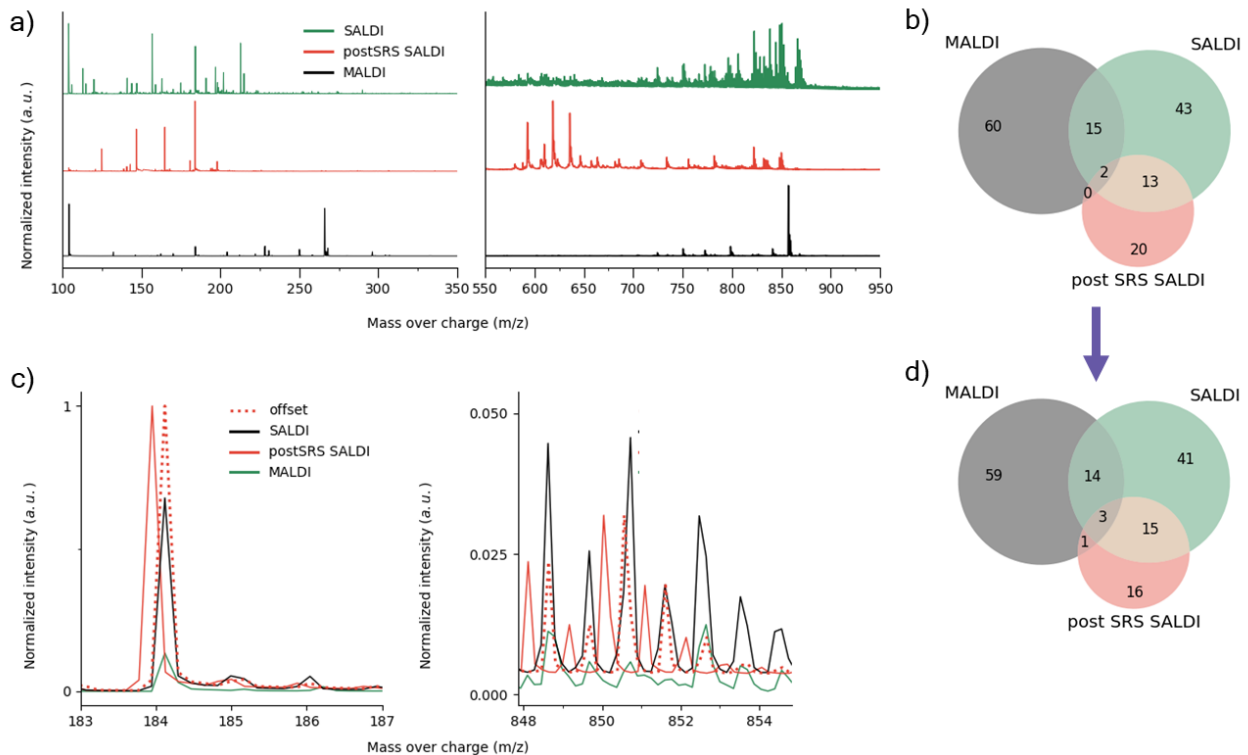 a)
Normalized intensity (a. u.)
SALDI
postSRS SALDI
MALDI
100 150 200 250 300 350
550 600 650 700 750 800 850 900 950
Mass over charge (m/z)
b)
MALDI
SALDI
60
15
43
2
0
13
20
post SRS SALDI
c)
Normalized intensity (a. u.)
1
0
offset
SALDI
postSRS SALDI
MALDI
183 184 185 186 187
Normalized intensity (a. u.)
0.050
0.025
0.000
848 850 852 854
Mass over charge (m/z)
d)
MALDI
SALDI
59
14
41
3
1
15
16
post SRS SALDI